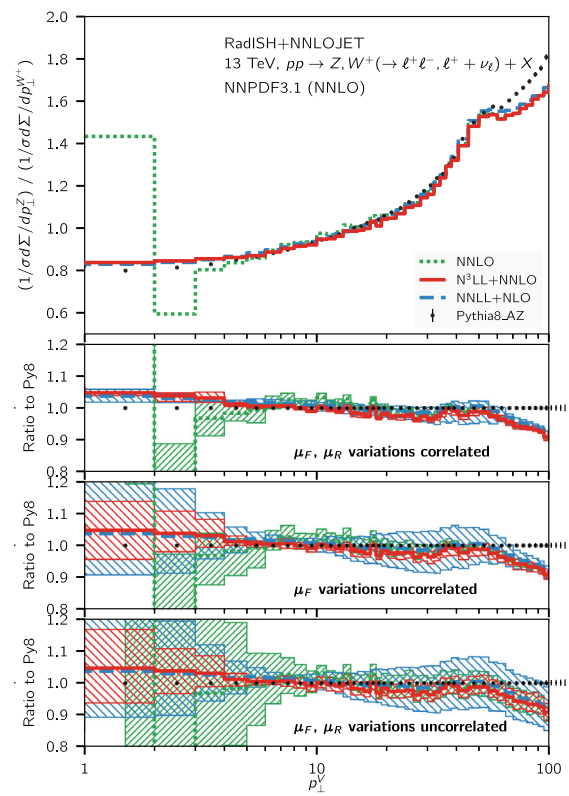 RadISH+NNLOJET
13 TeV, pp → Z, W⁺(→ ℓ⁺ℓ⁻, ℓ⁺ + νℓ) + X
NNPDF3.1 (NNLO)
(1/σdΣ/dp⊥^Z) / (1/σdΣ/dp⊥^{W⁺})
1.8
1.6
1.4
1.2
1.0
0.8
0.6
NNLO
N³LL+NNLO
NNLL+NLO
Pythia8_AZ
Ratio to Py8
1.2
1.1
1.0
0.9
0.8
μF, μR variations correlated
Ratio to Py8
1.2
1.1
1.0
0.9
0.8
μF variations uncorrelated
Ratio to Py8
1.2
1.1
1.0
0.9
0.8
μF, μR variations uncorrelated
1 10 100
p⊥^V